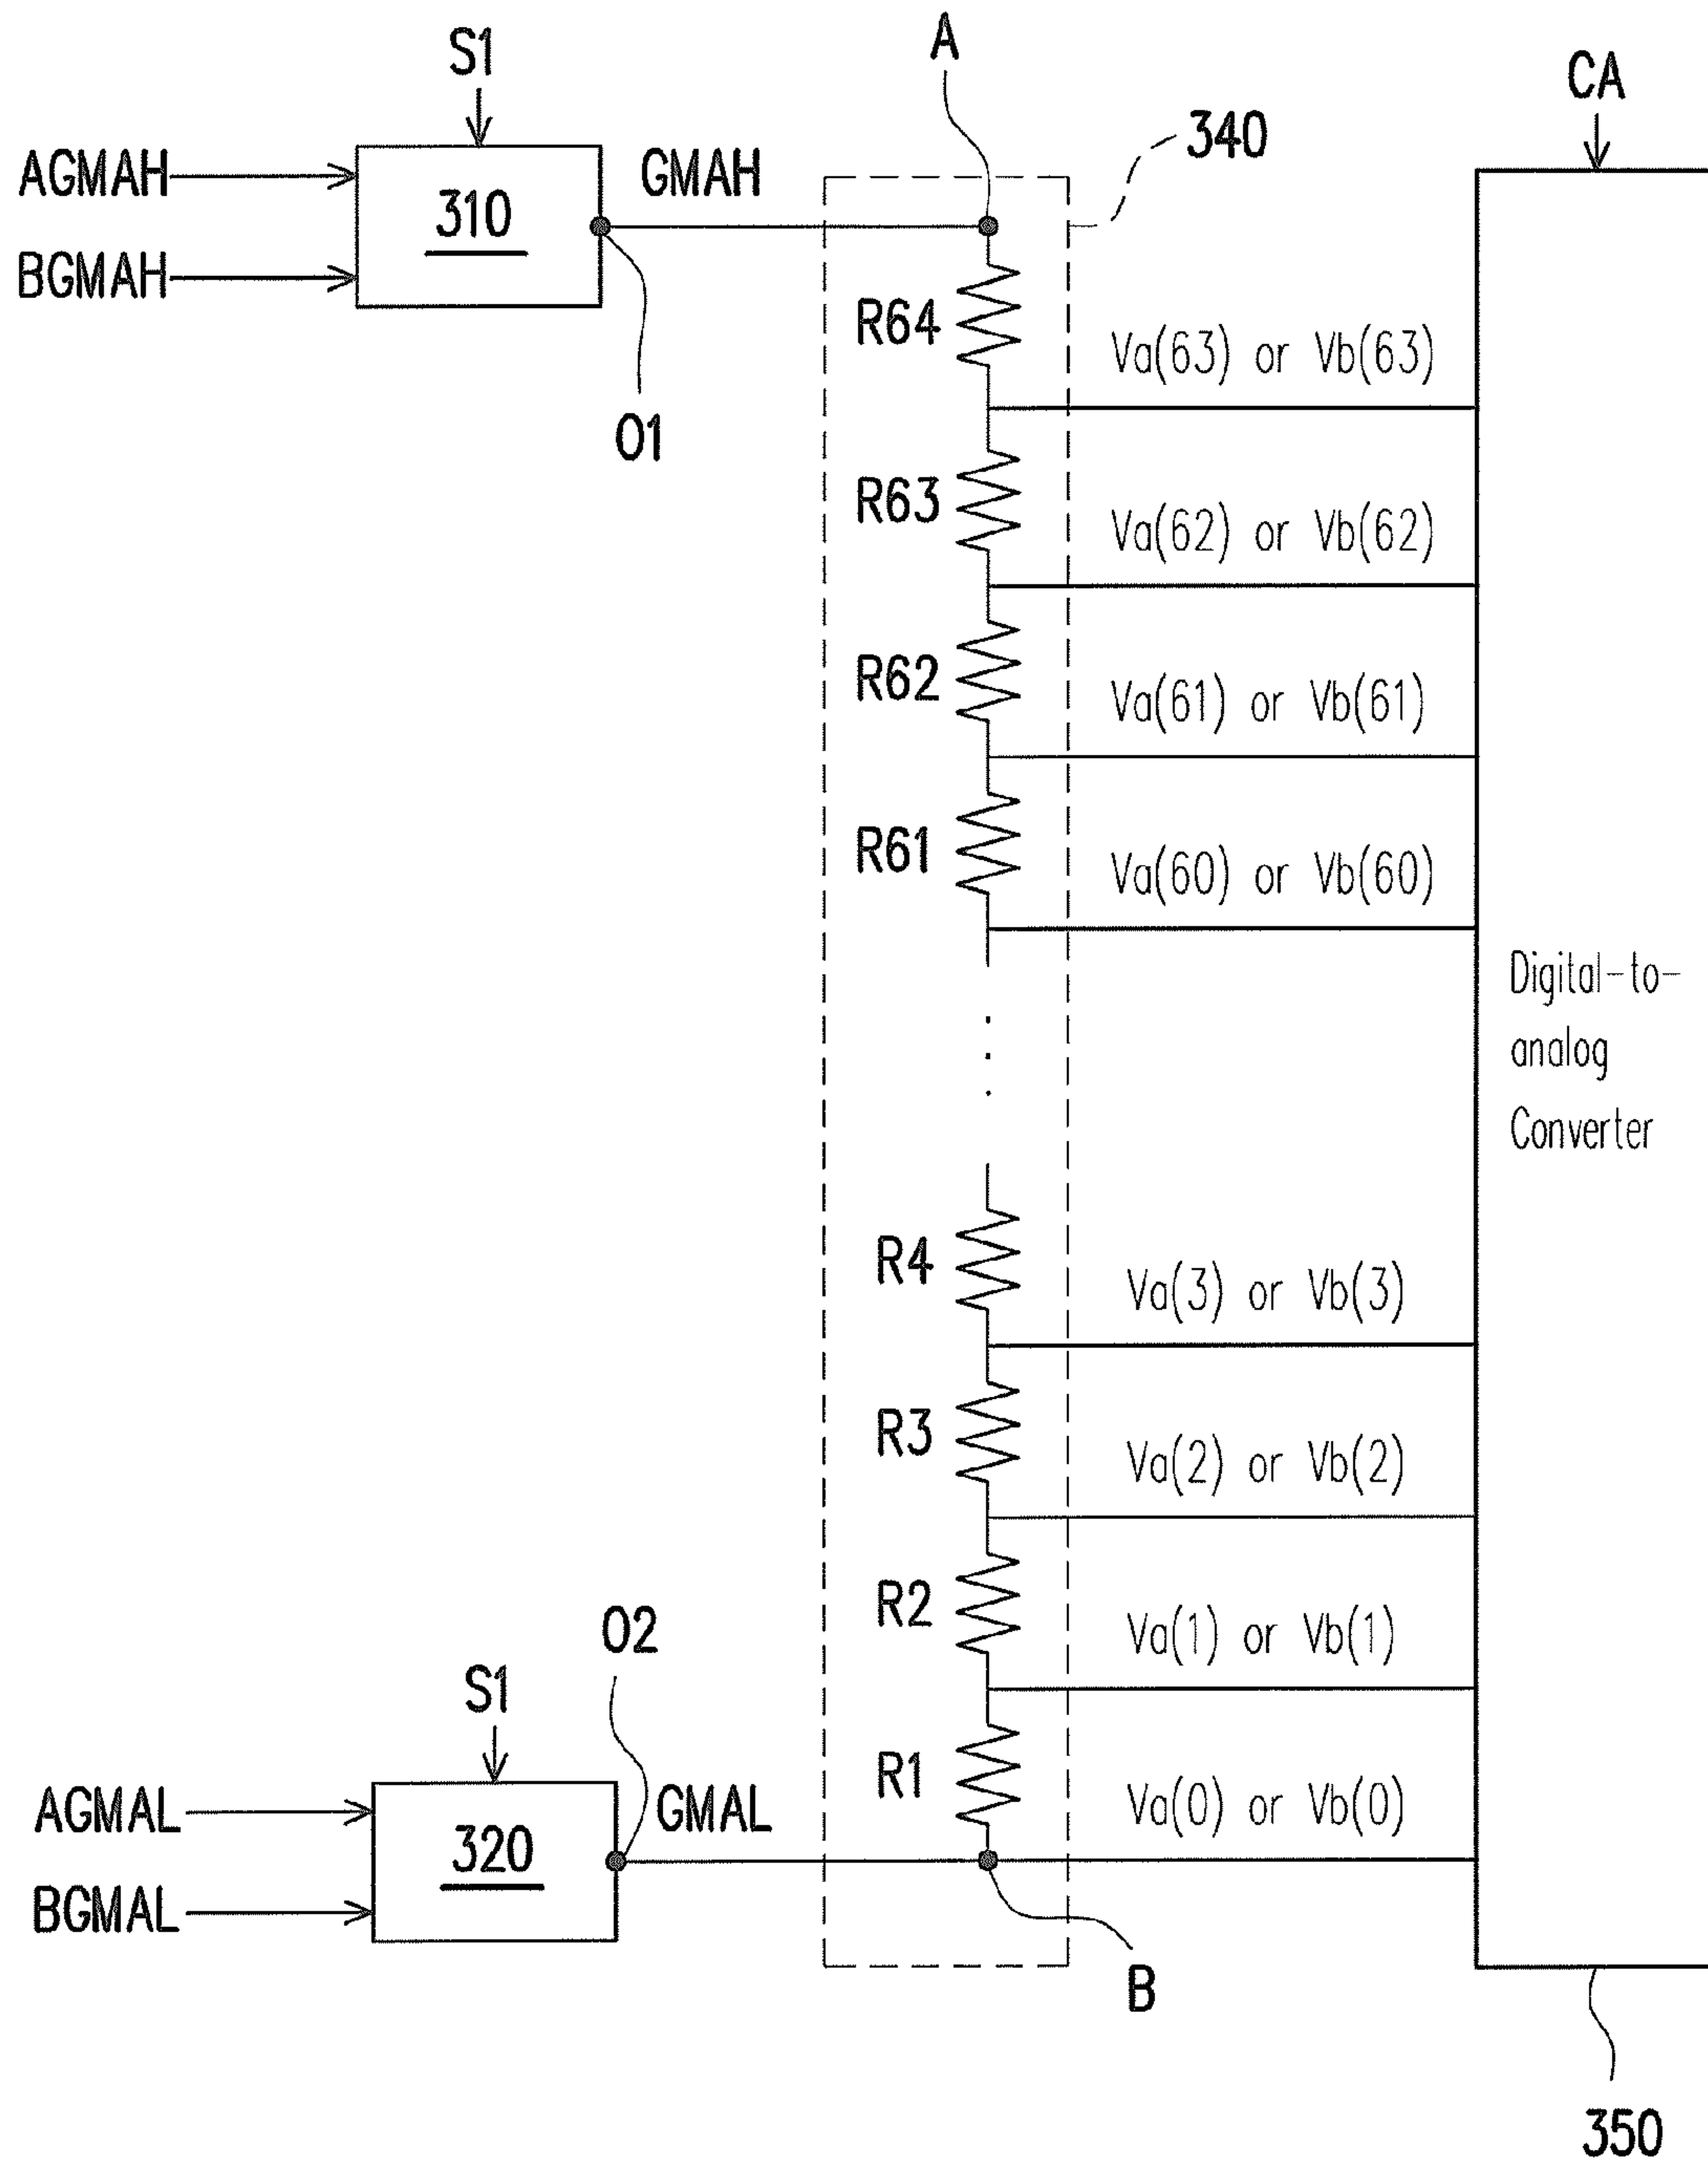 A
S1
CA
340
AGMAH
GMAH
310
BGMAH
R64
Va(63) or Vb(63)
O1
R63
Va(62) or Vb(62)
R62
Va(61) or Vb(61)
R61
Va(60) or Vb(60)
Digital-to-
analog
Converter
R4
Va(3) or Vb(3)
R3
Va(2) or Vb(2)
R2
Va(1) or Vb(1)
O2
S1
R1
Va(0) or Vb(0)
AGMAL
GMAL
320
BGMAL
B
350